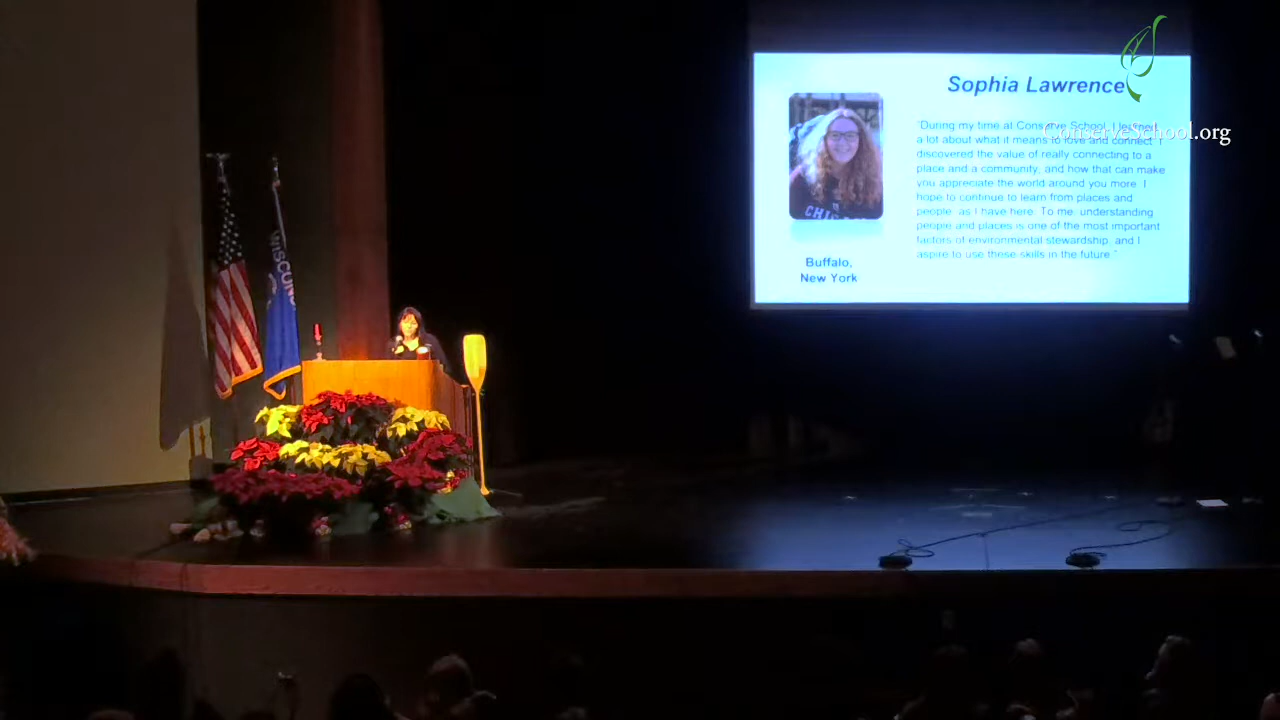 Sophia Lawrence
ConserveSchool.org
"During my time at Conserve School, I learned
a lot about what it means to love and connect. I
discovered the value of really connecting to a
place and a community, and how that can make
you appreciate the world around you more. I
hope to continue to learn from places and
people, as I have here. To me, understanding
people and places is one of the most important
factors of environmental stewardship, and I
aspire to use these skills in the future."
Buffalo,
New York